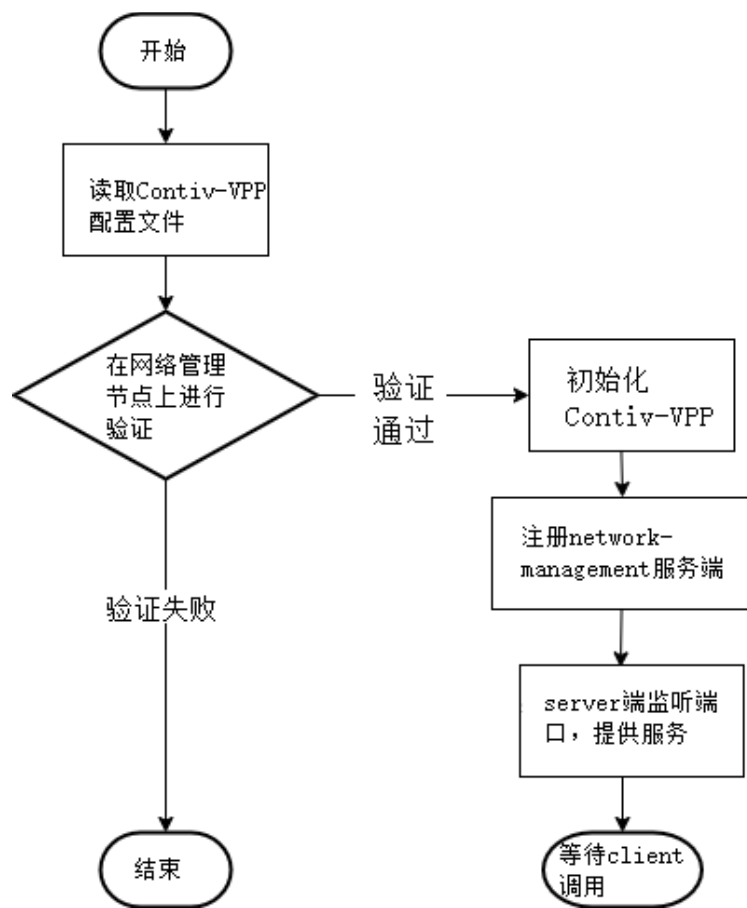 开始
读取Contiv-VPP
配置文件
在网络管理
节点上进行
验证
验证
通过
初始化
Contiv-VPP
注册network-
management服务端
验证失败
server端监听端
口，提供服务
结束
等待client
调用